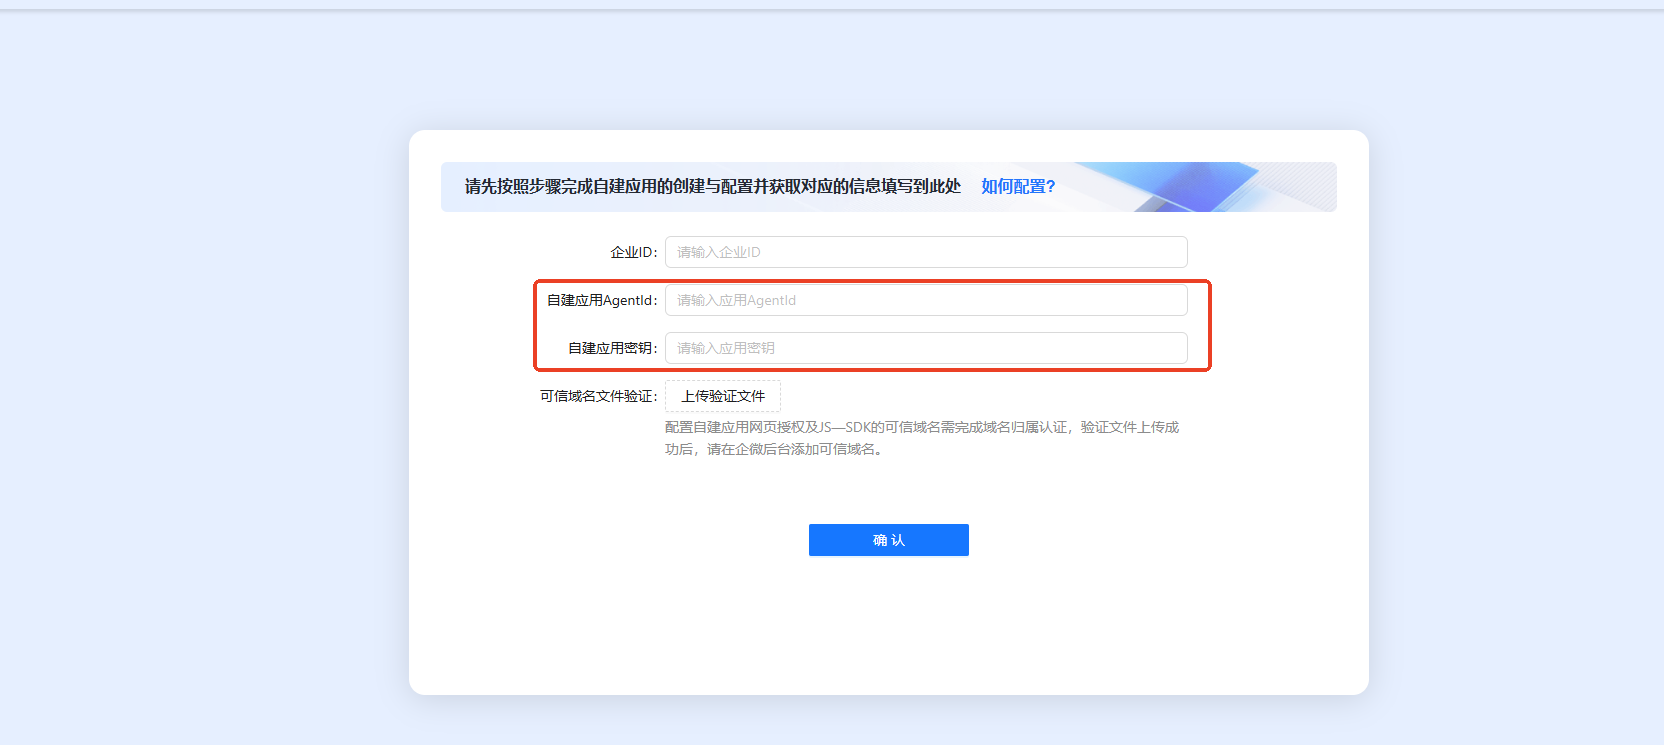 请先按照步骤完成自建应用的创建与配置并获取对应的信息填写到此处 如何配置?
企业ID: 请输入企业ID
自建应用AgentId: 请输入应用AgentId
自建应用密钥: 请输入应用密钥
可信域名文件验证: 上传验证文件
配置自建应用网页授权及JS—SDK的可信域名需完成域名归属认证，验证文件上传成
功后，请在企微后台添加可信域名。
确 认